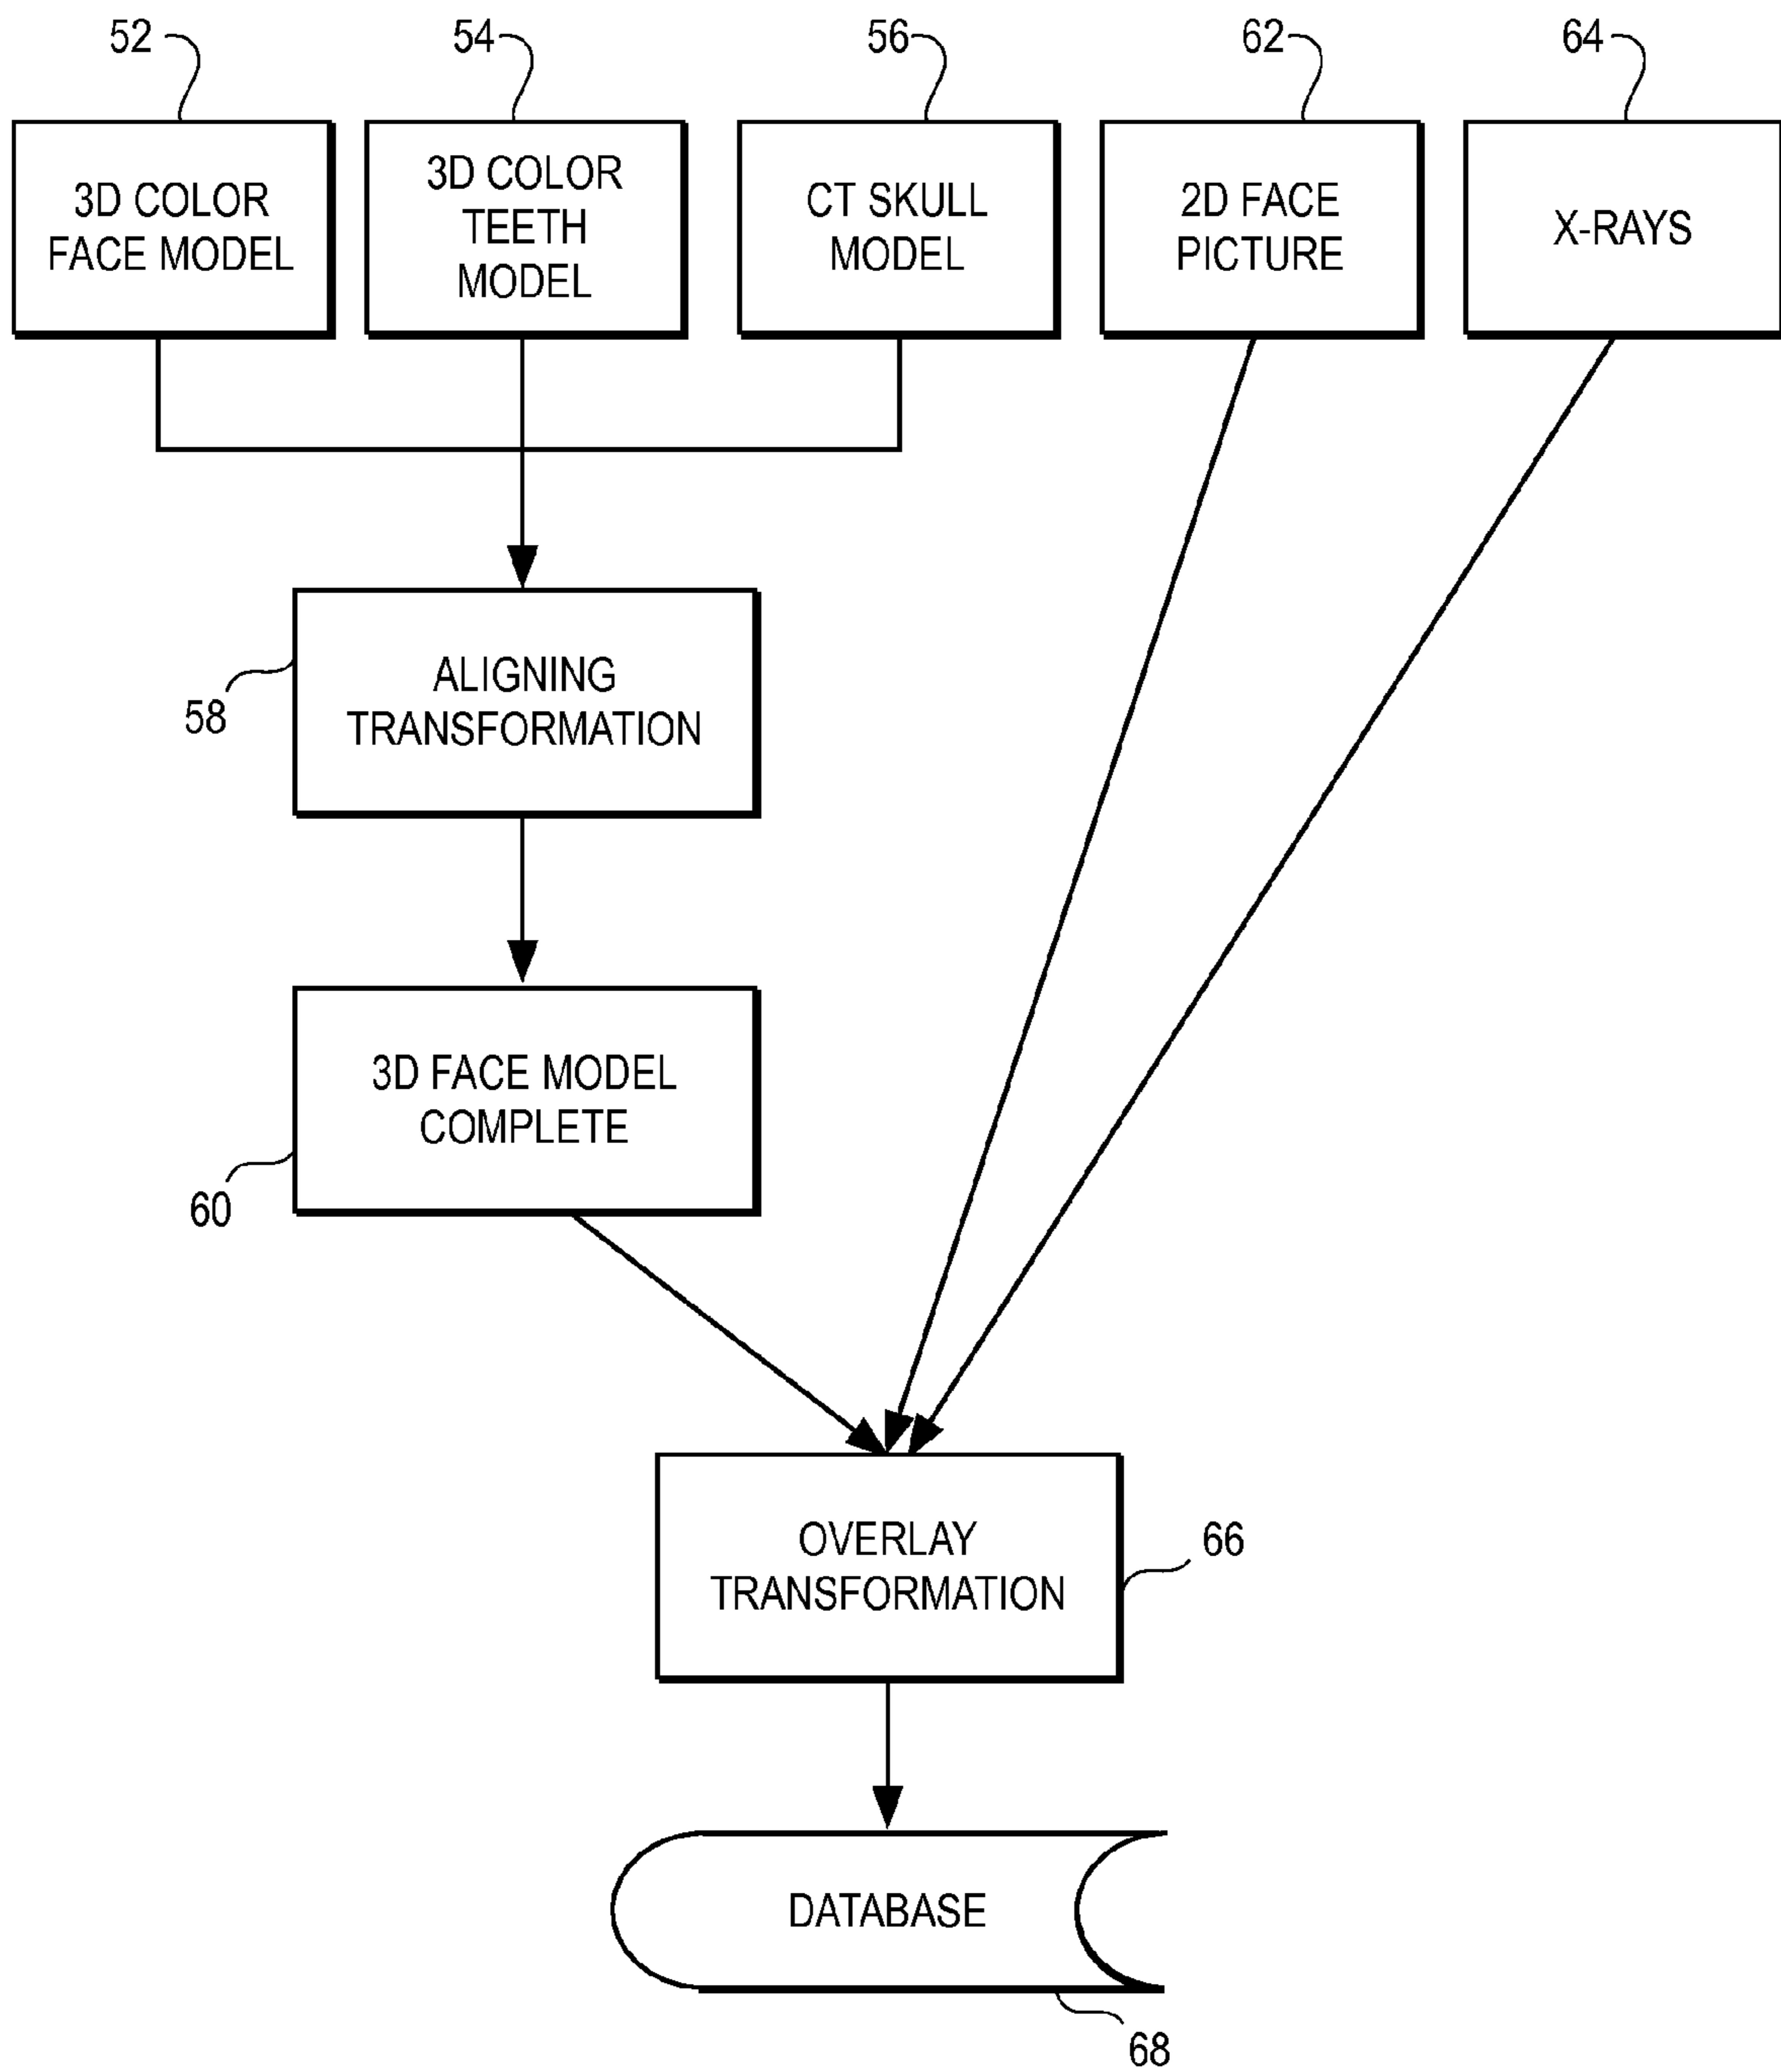 52
54
56
62
64
3D COLOR
FACE MODEL
3D COLOR
TEETH
MODEL
CT SKULL
MODEL
2D FACE
PICTURE
X-RAYS
ALIGNING
TRANSFORMATION
58
3D FACE MODEL
COMPLETE
60
OVERLAY
TRANSFORMATION
66
DATABASE
68